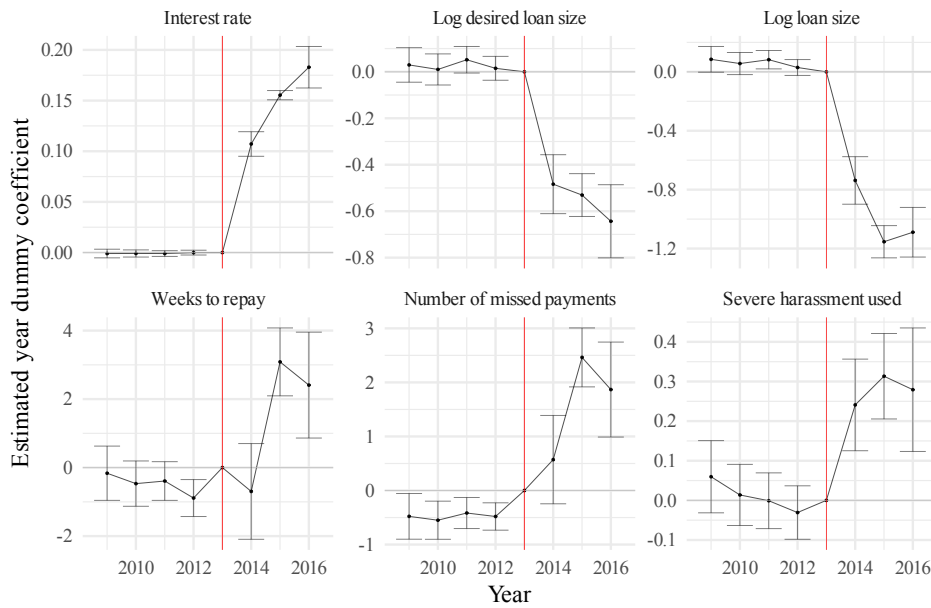 Interest rate
Log desired loan size
Log loan size
0.20
0.15
0.10
0.05
0.00
0.0
-0.2
-0.4
-0.6
-0.8
0.0
-0.4
-0.8
-1.2
Estimated year dummy coefficient
Weeks to repay
Number of missed payments
Severe harassment used
4
2
0
-2
3
2
1
0
-1
0.4
0.3
0.2
0.1
0.0
-0.1
2010 2012 2014 2016
2010 2012 2014 2016
2010 2012 2014 2016
Year